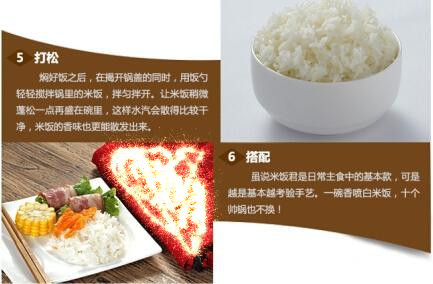 5 打松
焖好饭之后，在揭开锅盖的同时，用饭勺
轻轻搅拌锅里的米饭，拌匀拌开。让米饭稍微
蓬松一点再盛在碗里，这样水汽会散得比较干
净，米饭的香味也更能散发出来。
6 搭配
虽说米饭君是日常主食中的基本款，可是
越是基本越考验手艺。一碗香喷白米饭，十个
帅锅也不换！